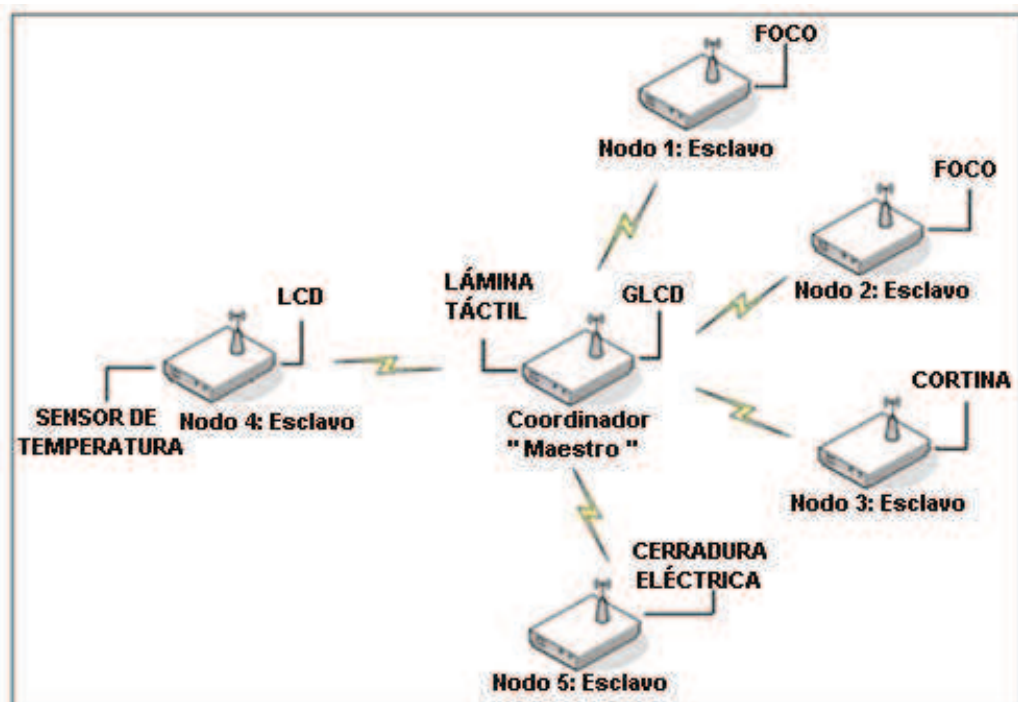 FOCO
Nodo 1: Esclavo
FOCO
Nodo 2: Esclavo
LÁMINA
TÁCTIL
GLCD
LCD
SENSOR DE
TEMPERATURA
Nodo 4: Esclavo
Coordinador
" Maestro "
CORTINA
Nodo 3: Esclavo
CERRADURA
ELÉCTRICA
Nodo 5: Esclavo